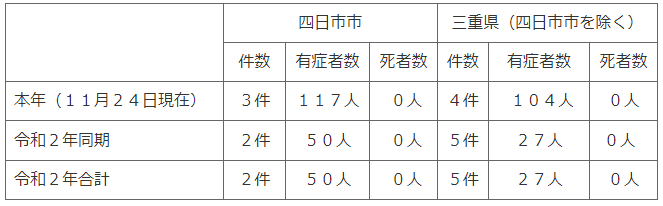 四日市市 三重県（四日市市を除く）
件数 有症者数 死者数 件数 有症者数 死者数
本年（１１月２４日現在） ３件 １１７人 ０人 ４件 １０４人 ０人
令和２年同期 ２件 ５０人 ０人 ５件 ２７人 ０人
令和２年合計 ２件 ５０人 ０人 ５件 ２７人 ０人